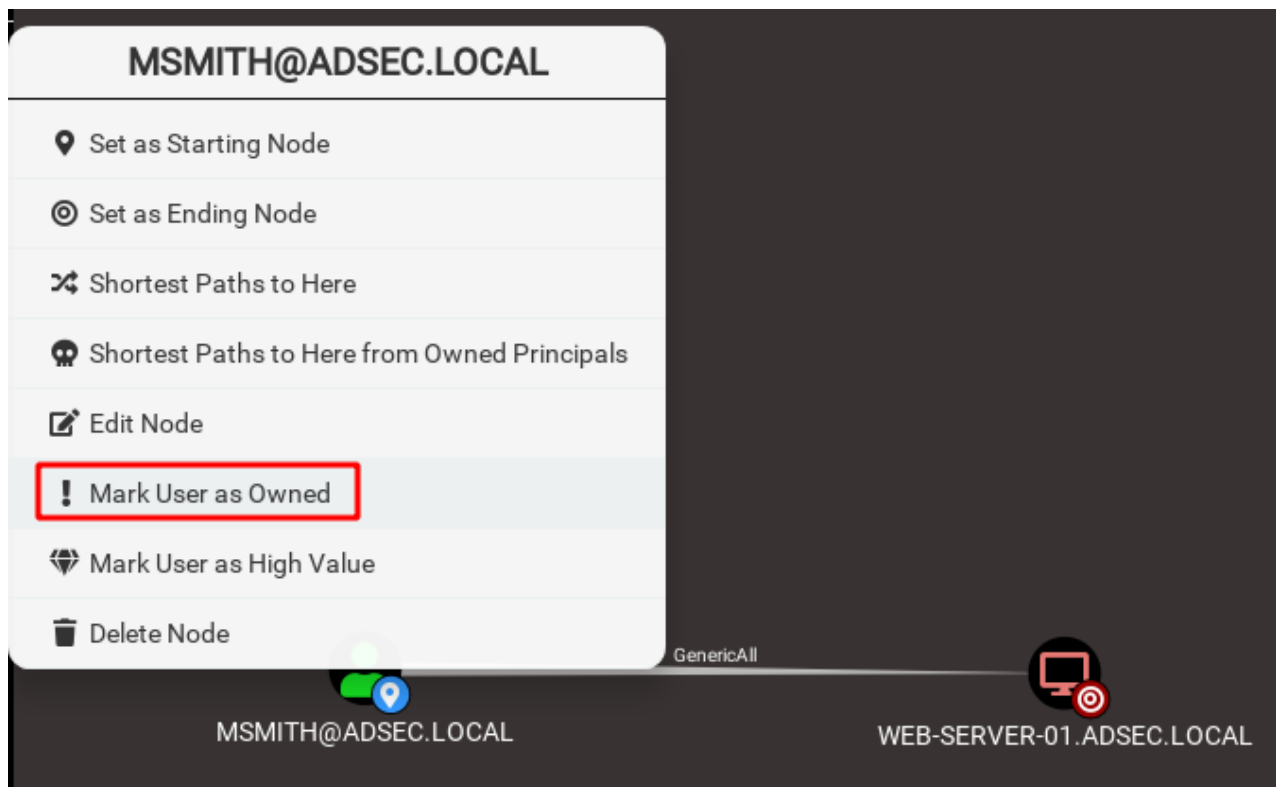 MSMITH@ADSEC.LOCAL
Set as Starting Node
Set as Ending Node
Shortest Paths to Here
Shortest Paths to Here from Owned Principals
Edit Node
Mark User as Owned
Mark User as High Value
Delete Node
GenericAll
MSMITH@ADSEC.LOCAL
WEB-SERVER-01.ADSEC.LOCAL